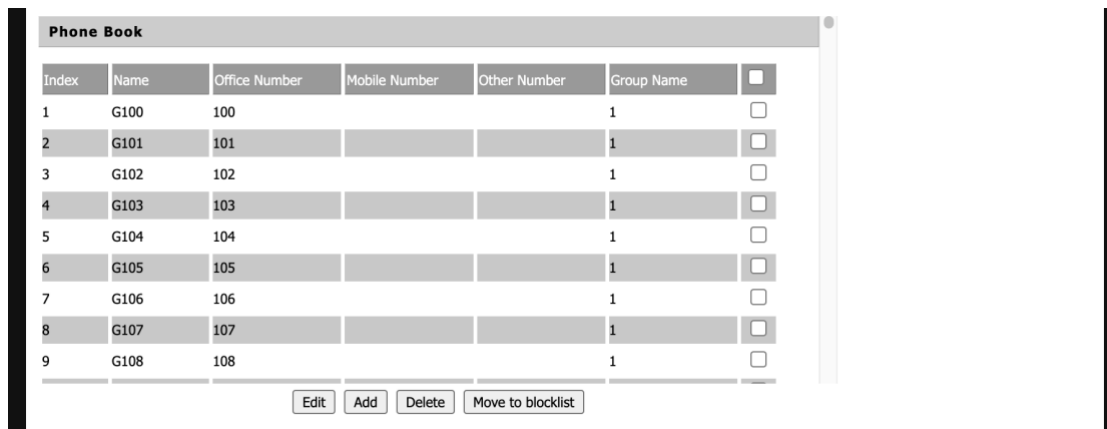 Phone Book
Index Name Office Number Mobile Number Other Number Group Name
1 G100 100 1
2 G101 101 1
3 G102 102 1
4 G103 103 1
5 G104 104 1
6 G105 105 1
7 G106 106 1
8 G107 107 1
9 G108 108 1
Edit Add Delete Move to blocklist